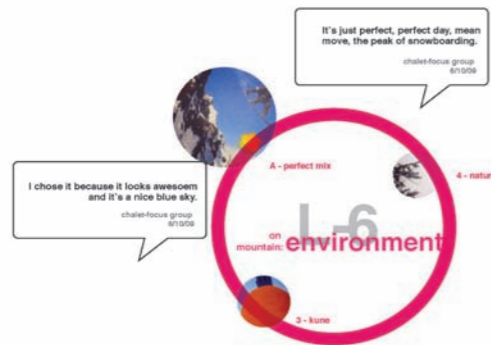 It's just perfect, perfect day, mean
move, the peak of snowboarding.
chalet-focus group
6/10/09
A - perfect mix
I chose it because it looks awesoem
and it's a nice blue sky.
chalet-focus group
6/10/09
4 - natur
L-6
on
mountain: environment
3 - kune